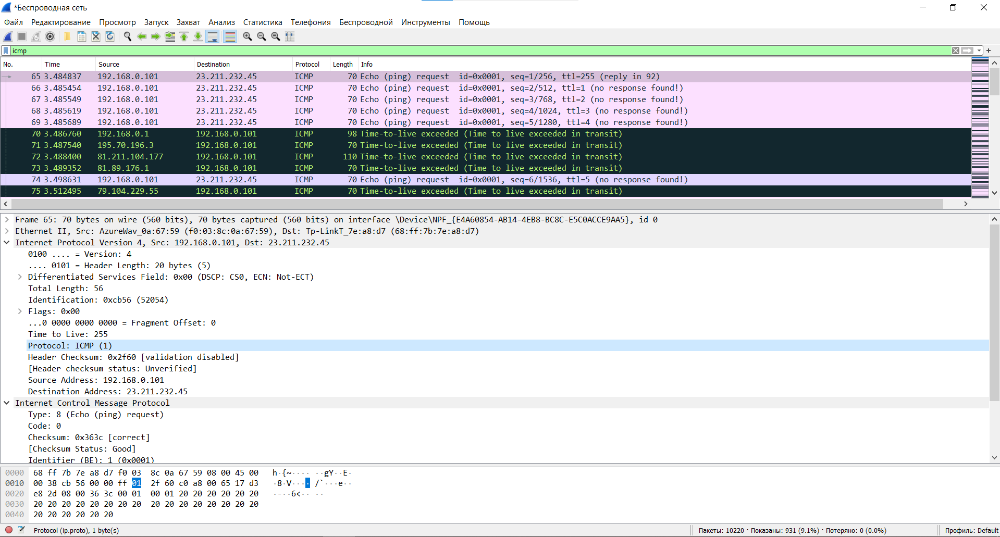 *Беспроводная сеть
Файл Редактирование Просмотр Запуск Захват Анализ Статистика Телефония Беспроводной Инструменты Помощь
icmp
No. Time Source Destination Protocol Length Info
65 3.484837 192.168.0.101 23.211.232.45 ICMP 70 Echo (ping) request id=0x0001, seq=1/256, ttl=255 (reply in 92)
66 3.485454 192.168.0.101 23.211.232.45 ICMP 70 Echo (ping) request id=0x0001, seq=2/512, ttl=1 (no response found!)
67 3.485549 192.168.0.101 23.211.232.45 ICMP 70 Echo (ping) request id=0x0001, seq=3/768, ttl=2 (no response found!)
68 3.485619 192.168.0.101 23.211.232.45 ICMP 70 Echo (ping) request id=0x0001, seq=4/1024, ttl=3 (no response found!)
69 3.485689 192.168.0.101 23.211.232.45 ICMP 70 Echo (ping) request id=0x0001, seq=5/1280, ttl=4 (no response found!)
70 3.486760 192.168.0.1 192.168.0.101 ICMP 98 Time-to-live exceeded (Time to live exceeded in transit)
71 3.487540 195.70.196.3 192.168.0.101 ICMP 70 Time-to-live exceeded (Time to live exceeded in transit)
72 3.488400 81.211.104.177 192.168.0.101 ICMP 110 Time-to-live exceeded (Time to live exceeded in transit)
73 3.489352 81.89.176.1 192.168.0.101 ICMP 70 Time-to-live exceeded (Time to live exceeded in transit)
74 3.498631 192.168.0.101 23.211.232.45 ICMP 70 Echo (ping) request id=0x0001, seq=6/1536, ttl=5 (no response found!)
75 3.512495 79.104.229.55 192.168.0.101 ICMP 70 Time-to-live exceeded (Time to live exceeded in transit)
Frame 65: 70 bytes on wire (560 bits), 70 bytes captured (560 bits) on interface \Device\NPF_{E4A60854-AB14-4EB8-BC8C-E5C0ACCE9AA5}, id 0
Ethernet II, Src: AzureWav_0a:67:59 (f0:03:8c:0a:67:59), Dst: Tp-LinkT_7e:a8:d7 (68:ff:7b:7e:a8:d7)
Internet Protocol Version 4, Src: 192.168.0.101, Dst: 23.211.232.45
0100 .... = Version: 4
.... 0101 = Header Length: 20 bytes (5)
Differentiated Services Field: 0x00 (DSCP: CS0, ECN: Not-ECT)
Total Length: 56
Identification: 0xcb56 (52054)
Flags: 0x00
...0 0000 0000 0000 = Fragment Offset: 0
Time to Live: 255
Protocol: ICMP (1)
Header Checksum: 0x2f60 [validation disabled]
[Header checksum status: Unverified]
Source Address: 192.168.0.101
Destination Address: 23.211.232.45
Internet Control Message Protocol
Type: 8 (Echo (ping) request)
Code: 0
Checksum: 0x363c [correct]
[Checksum Status: Good]
Identifier (BE): 1 (0x0001)
0000 68 ff 7b 7e a8 d7 f0 03 8c 0a 67 59 08 00 45 00 h·{~···· ··gY··E·
0010 00 38 cb 56 00 00 ff 01 2f 60 c0 a8 00 65 17 d3 ·8·V···· /`···e··
0020 e8 2d 08 00 36 3c 00 01 00 01 20 20 20 20 20 20 ·-··6<·· ··
0030 20 20 20 20 20 20 20 20 20 20 20 20 20 20 20 20
0040 20 20 20 20 20 20
Protocol (ip.proto), 1 byte(s) Пакеты: 10220 · Показаны: 931 (9.1%) · Потеряно: 0 (0.0%) Профиль: Default